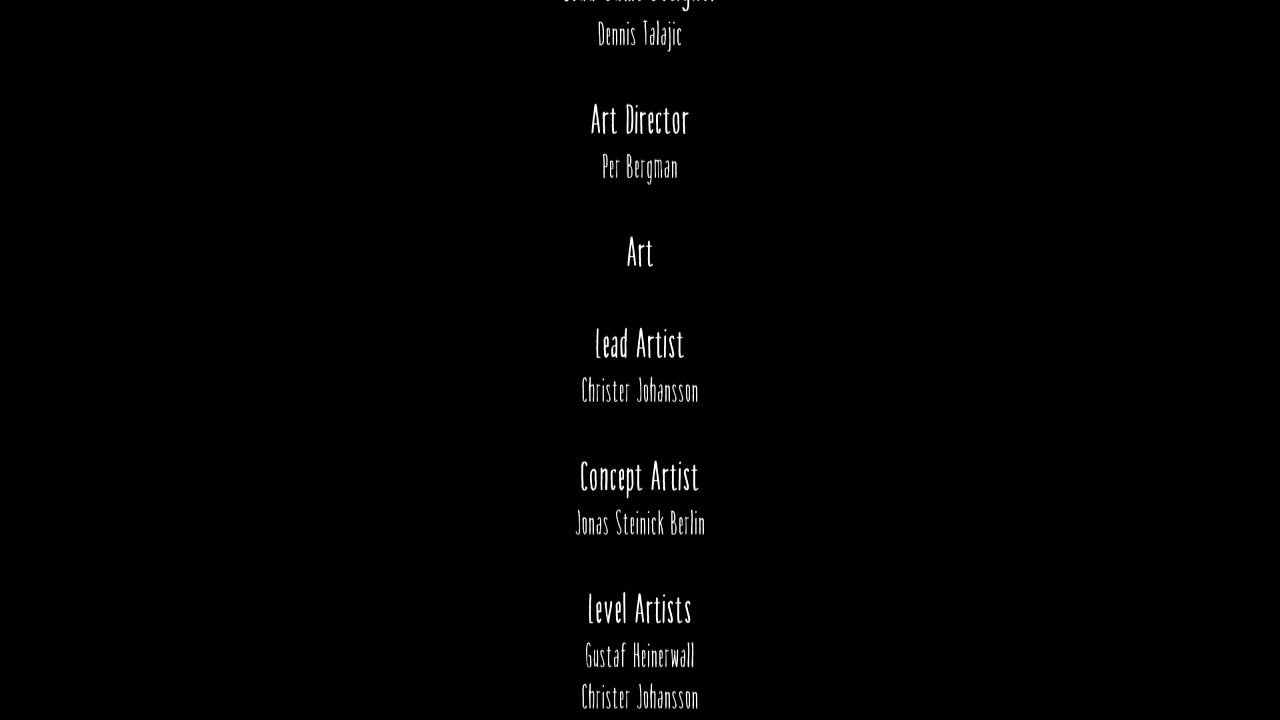 Dennis Talajic
Art Director
Per Bergman
Art
Lead Artist
Christer Johansson
Concept Artist
Jonas Steinick Berlin
Level Artists
Gustaf Heinerwall
Christer Johansson